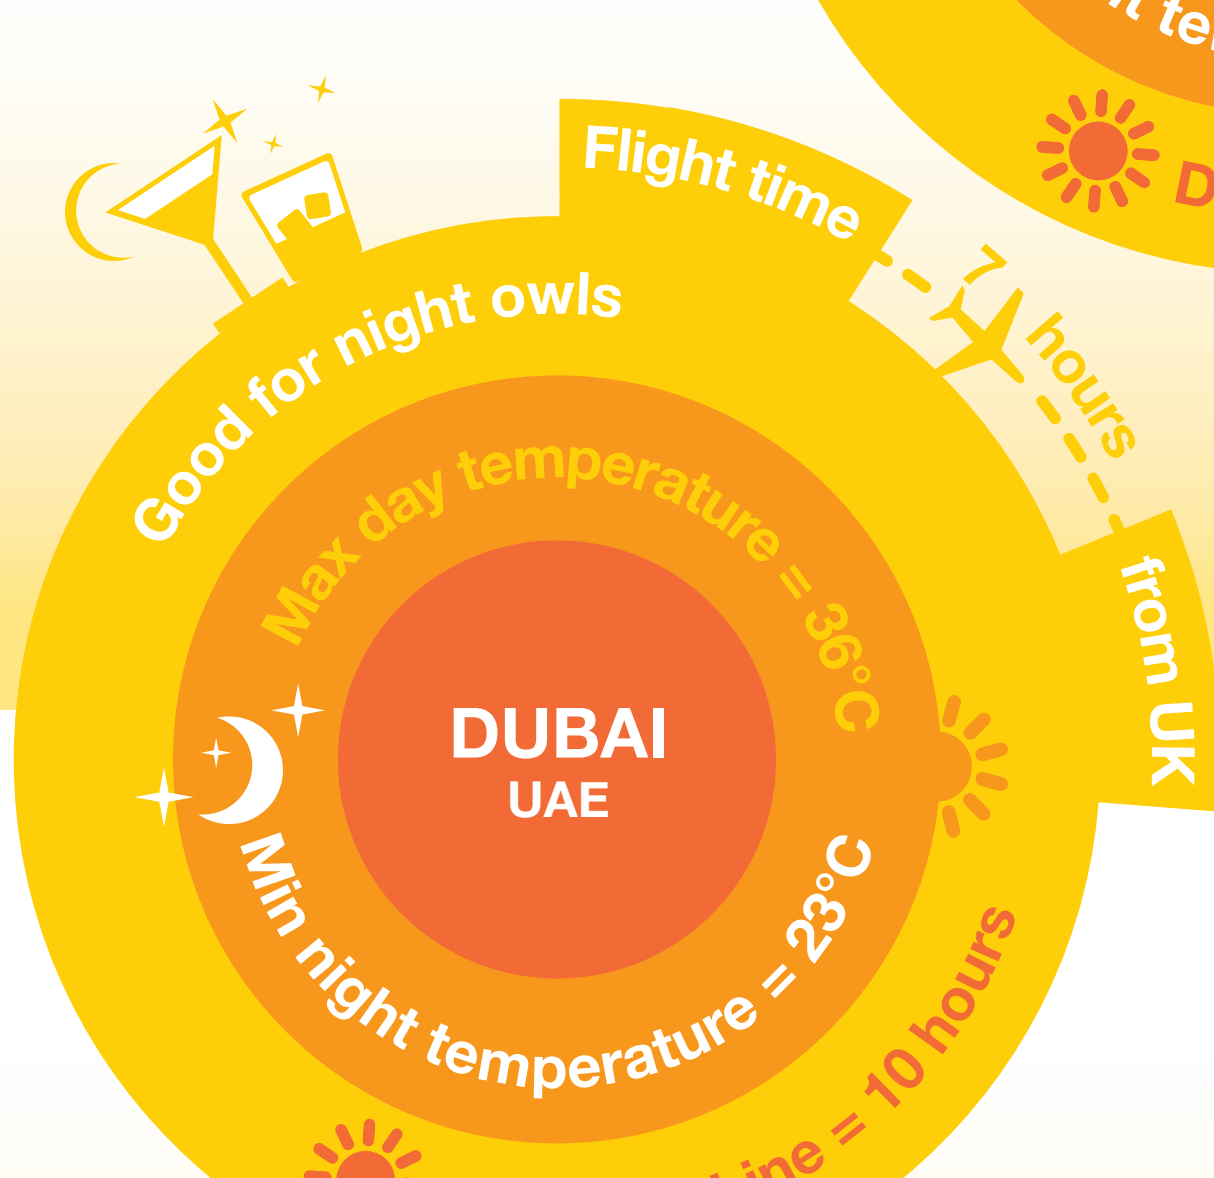 Flight time
7 hours
from UK
Good for night owls
Max day temperature = 36°C
DUBAI
UAE
Min night temperature = 23°C
= 10 hours